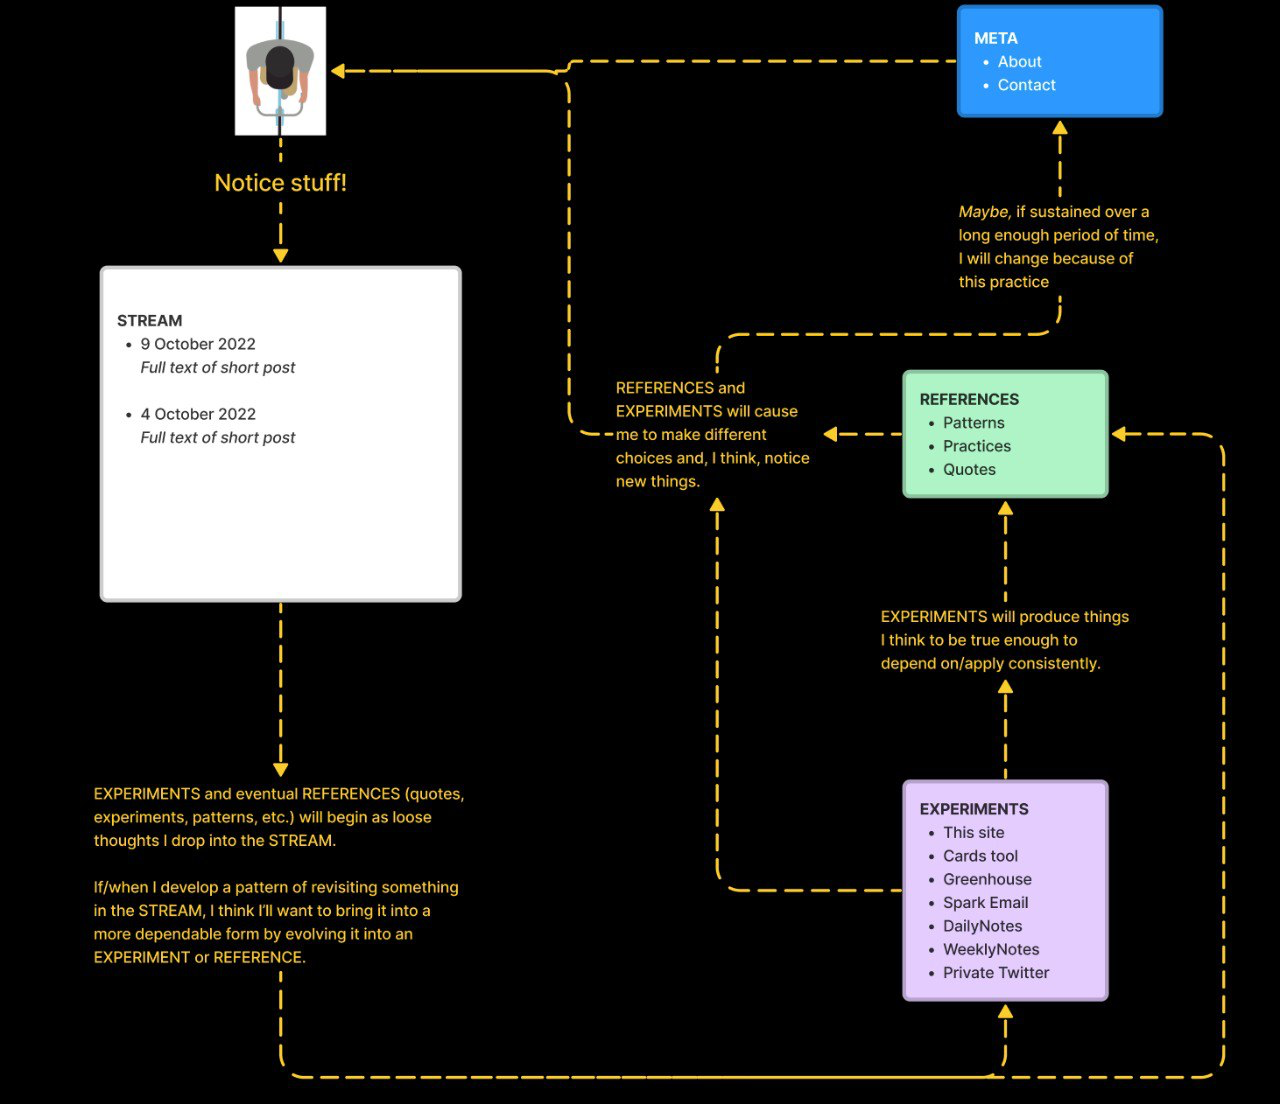 META
• About
• Contact
Notice stuff!
Maybe, if sustained over a
long enough period of time,
I will change because of
this practice
STREAM
• 9 October 2022
Full text of short post
• 4 October 2022
Full text of short post
REFERENCES and
EXPERIMENTS will cause
me to make different
choices and, I think, notice
new things.
REFERENCES
• Patterns
• Practices
• Quotes
EXPERIMENTS will produce things
I think to be true enough to
depend on/apply consistently.
EXPERIMENTS and eventual REFERENCES (quotes,
experiments, patterns, etc.) will begin as loose
thoughts I drop into the STREAM.
If/when I develop a pattern of revisiting something
in the STREAM, I think I'll want to bring it into a
more dependable form by evolving it into an
EXPERIMENT or REFERENCE.
EXPERIMENTS
• This site
• Cards tool
• Greenhouse
• Spark Email
• DailyNotes
• WeeklyNotes
• Private Twitter